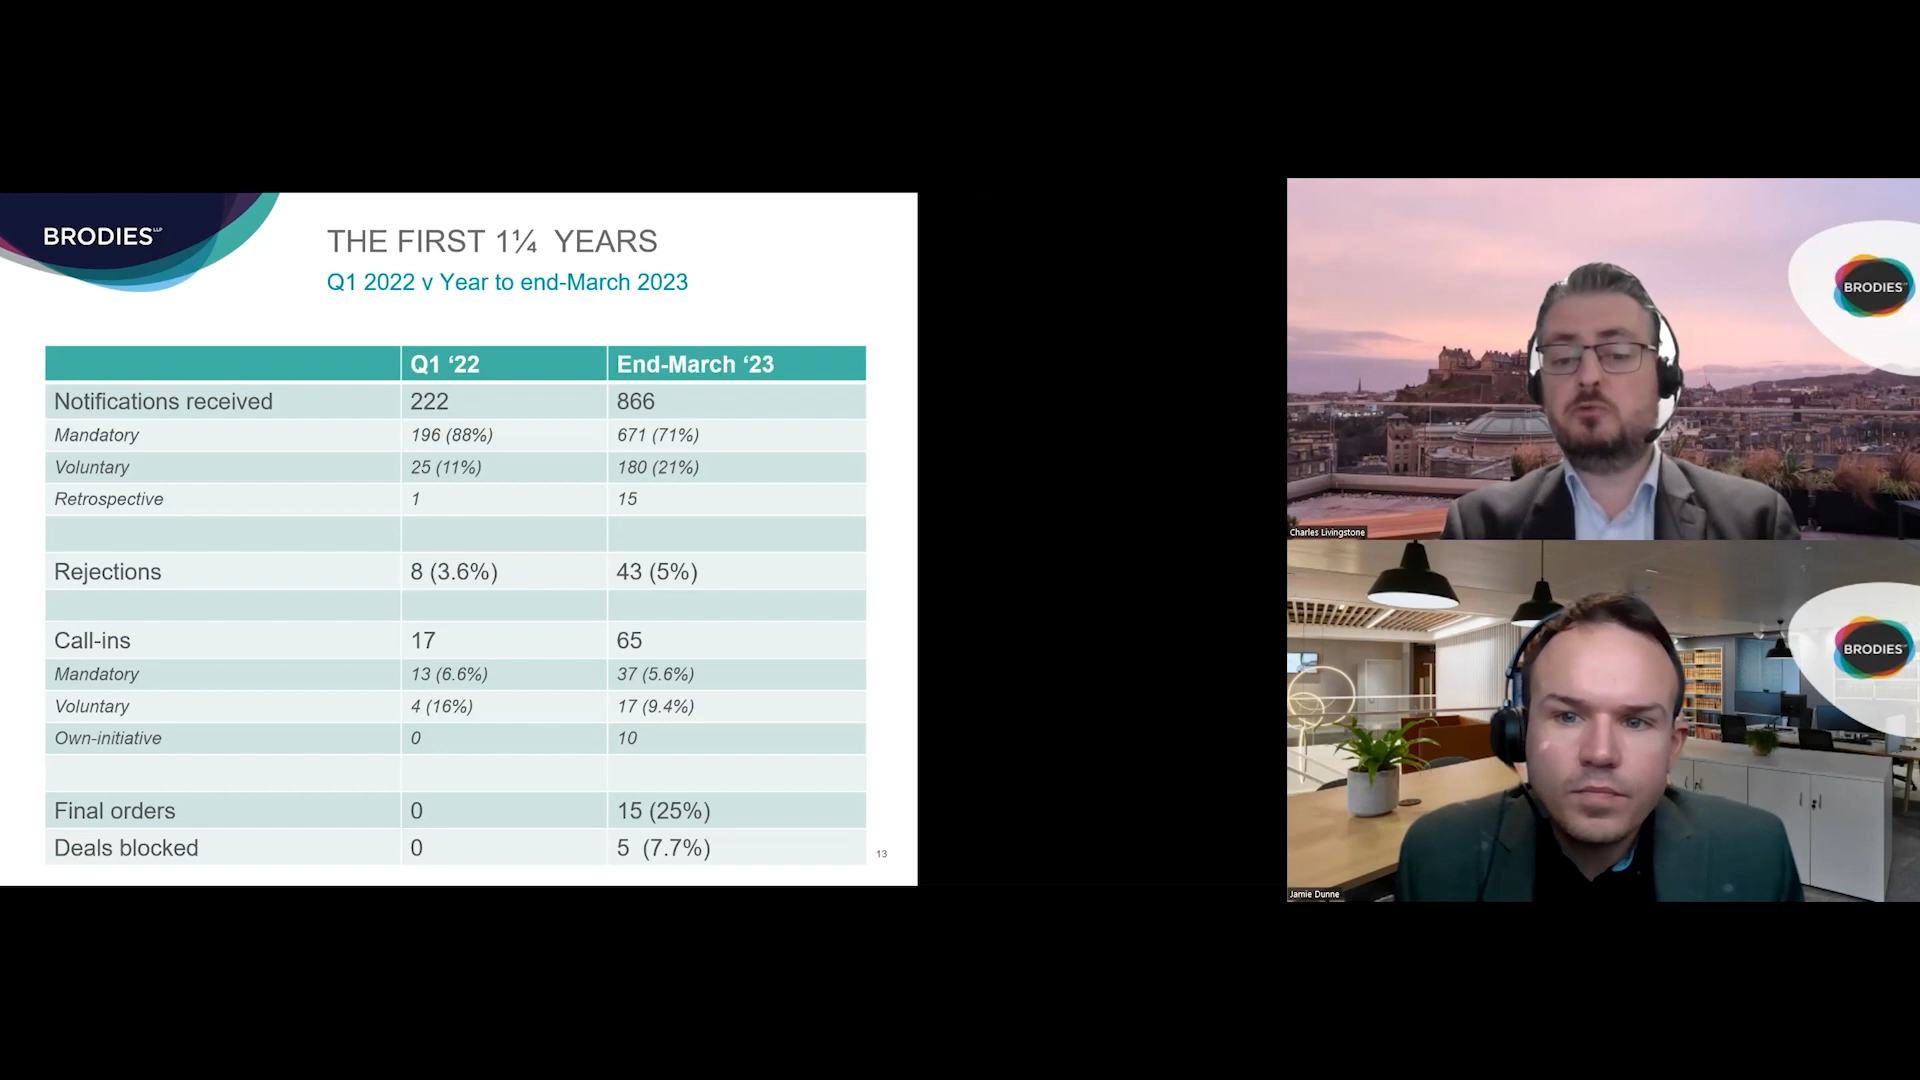 BRODIES LLP
THE FIRST 1¼ YEARS
Q1 2022 v Year to end-March 2023
Q1 ‘22 End-March ‘23
Notifications received 222 866
Mandatory 196 (88%) 671 (71%)
Voluntary 25 (11%) 180 (21%)
Retrospective 1 15
Rejections 8 (3.6%) 43 (5%)
Call-ins 17 65
Mandatory 13 (6.6%) 37 (5.6%)
Voluntary 4 (16%) 17 (9.4%)
Own-initiative 0 10
Final orders 0 15 (25%)
Deals blocked 0 5 (7.7%)
13
BRODIES LLP
Charles Livingstone
BRODIES LLP
Jamie Dunne